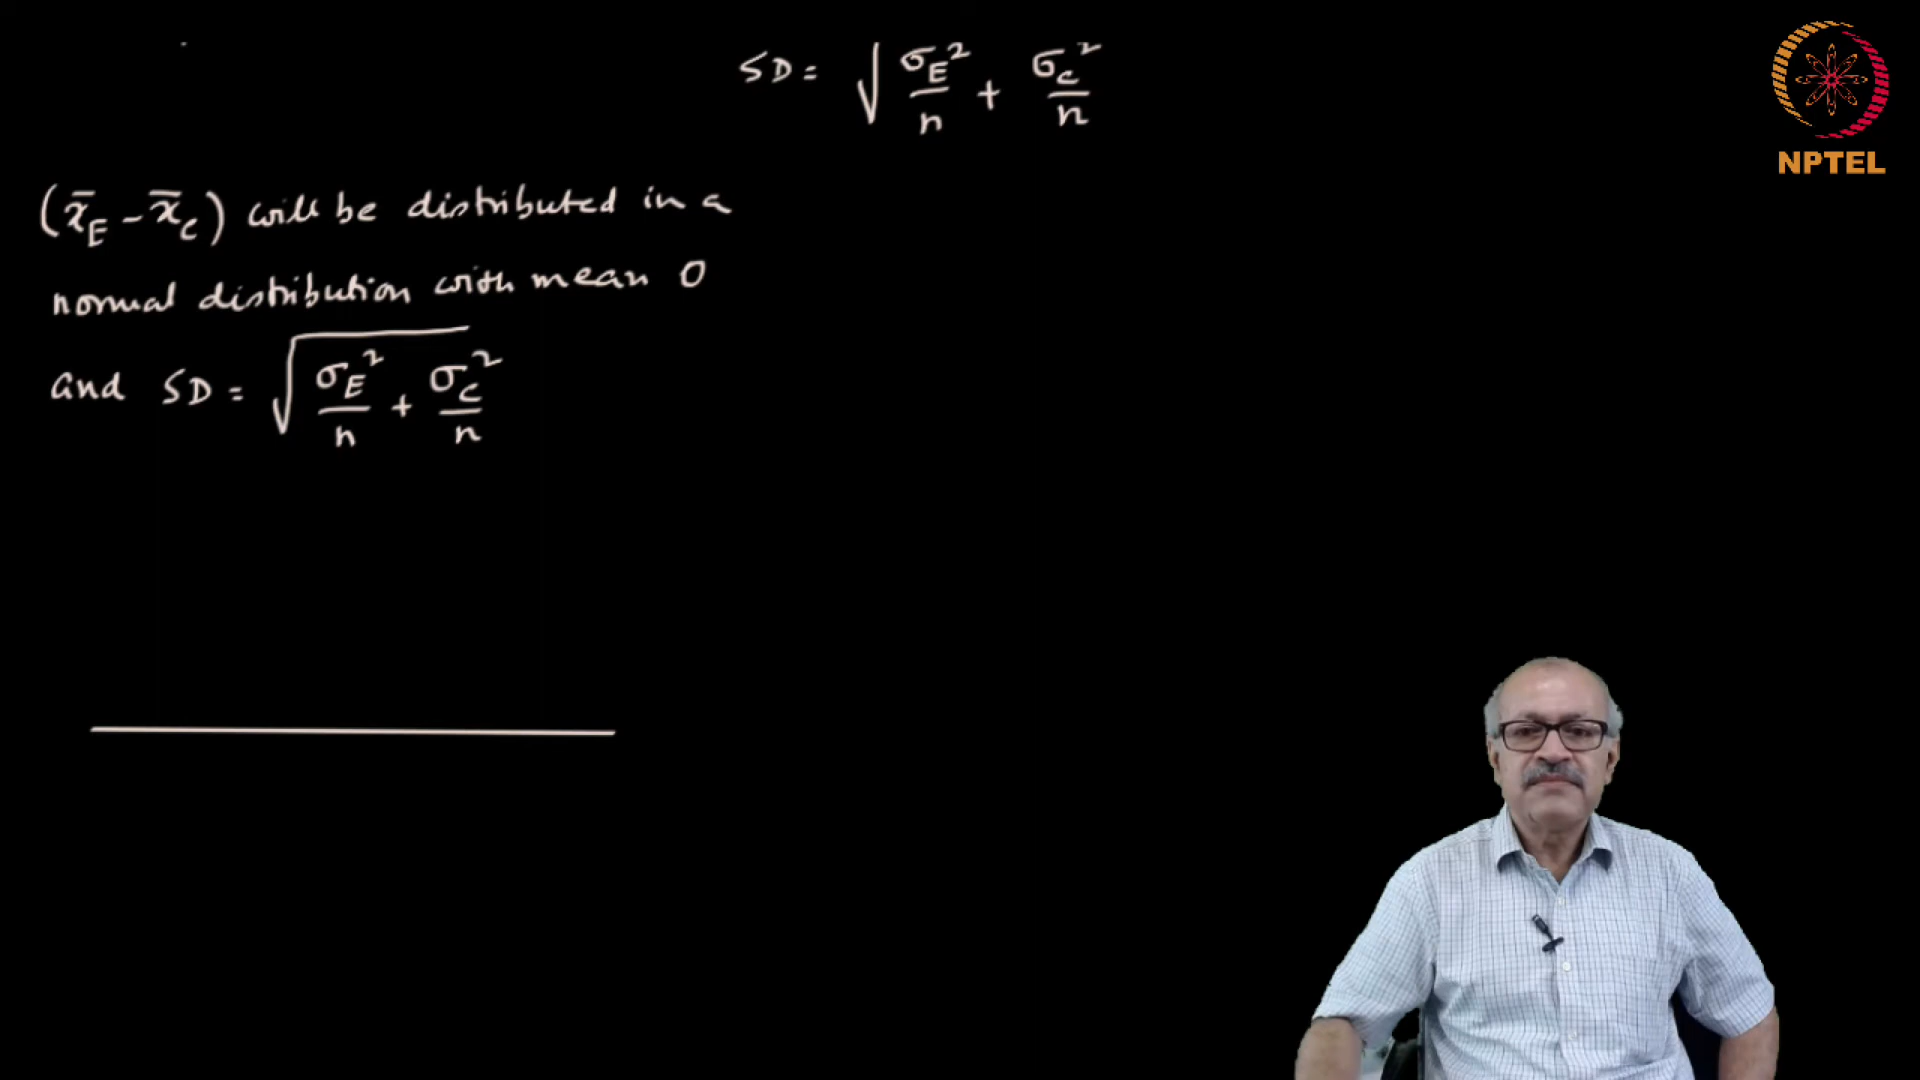 SD = √ σ_E²/n + σ_C²/n
NPTEL
(x̄_E - x̄_C) will be distributed in a
normal distribution with mean 0
and SD = √ σ_E²/n + σ_C²/n